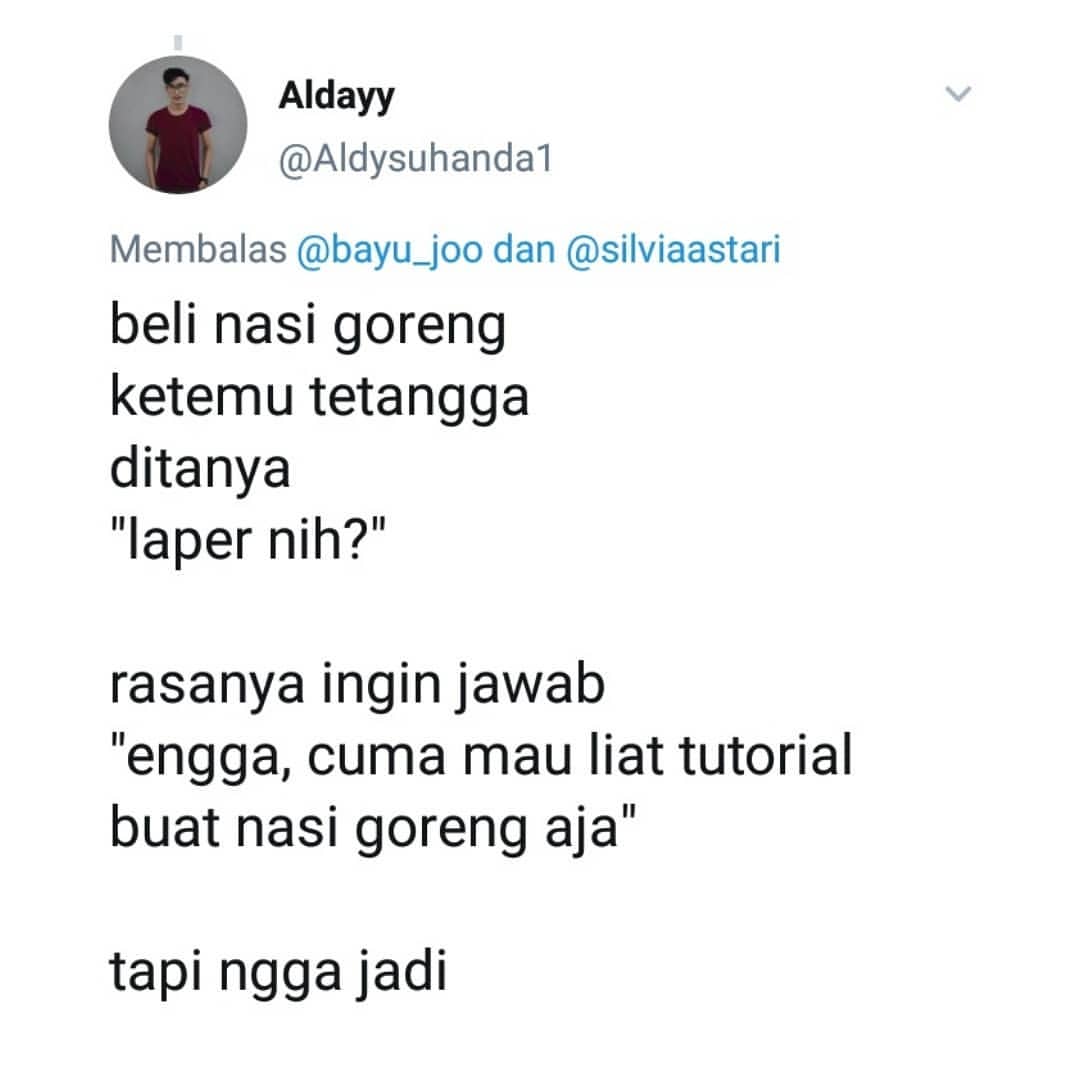 Aldayy
@Aldysuhanda1
Membalas @bayu_joo dan @silviaastari
beli nasi goreng
ketemu tetangga
ditanya
"laper nih?"
rasanya ingin jawab
"engga, cuma mau liat tutorial
buat nasi goreng aja"
tapi ngga jadi